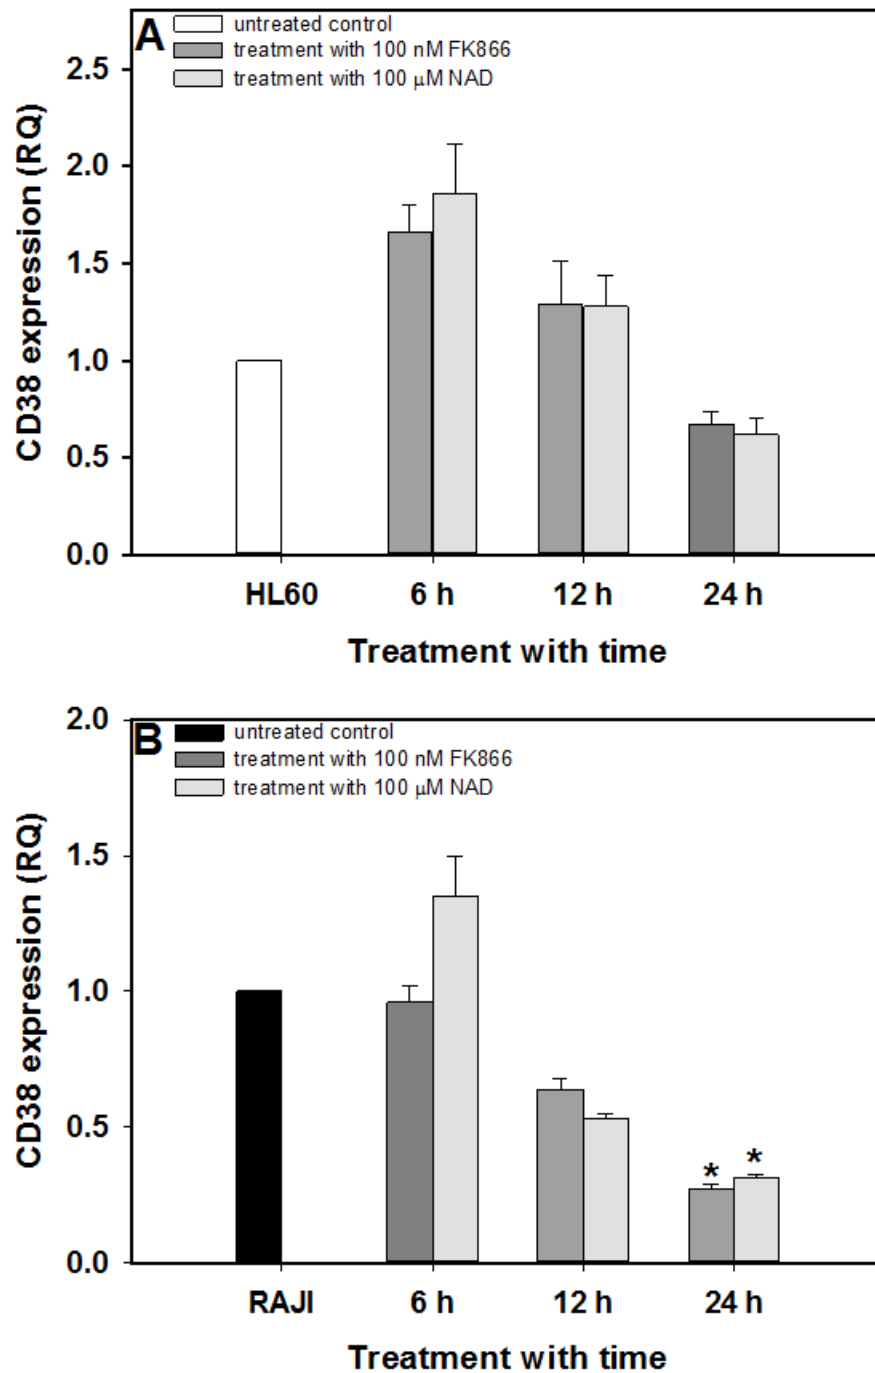 A
untreated control
treatment with 100 nM FK866
treatment with 100 μM NAD
CD38 expression (RQ)
2.5
2.0
1.5
1.0
0.5
0.0
HL60 6 h 12 h 24 h
Treatment with time
B
untreated control
treatment with 100 nM FK866
treatment with 100 μM NAD
CD38 expression (RQ)
2.0
1.5
1.0
0.5
0.0
* *
RAJI 6 h 12 h 24 h
Treatment with time